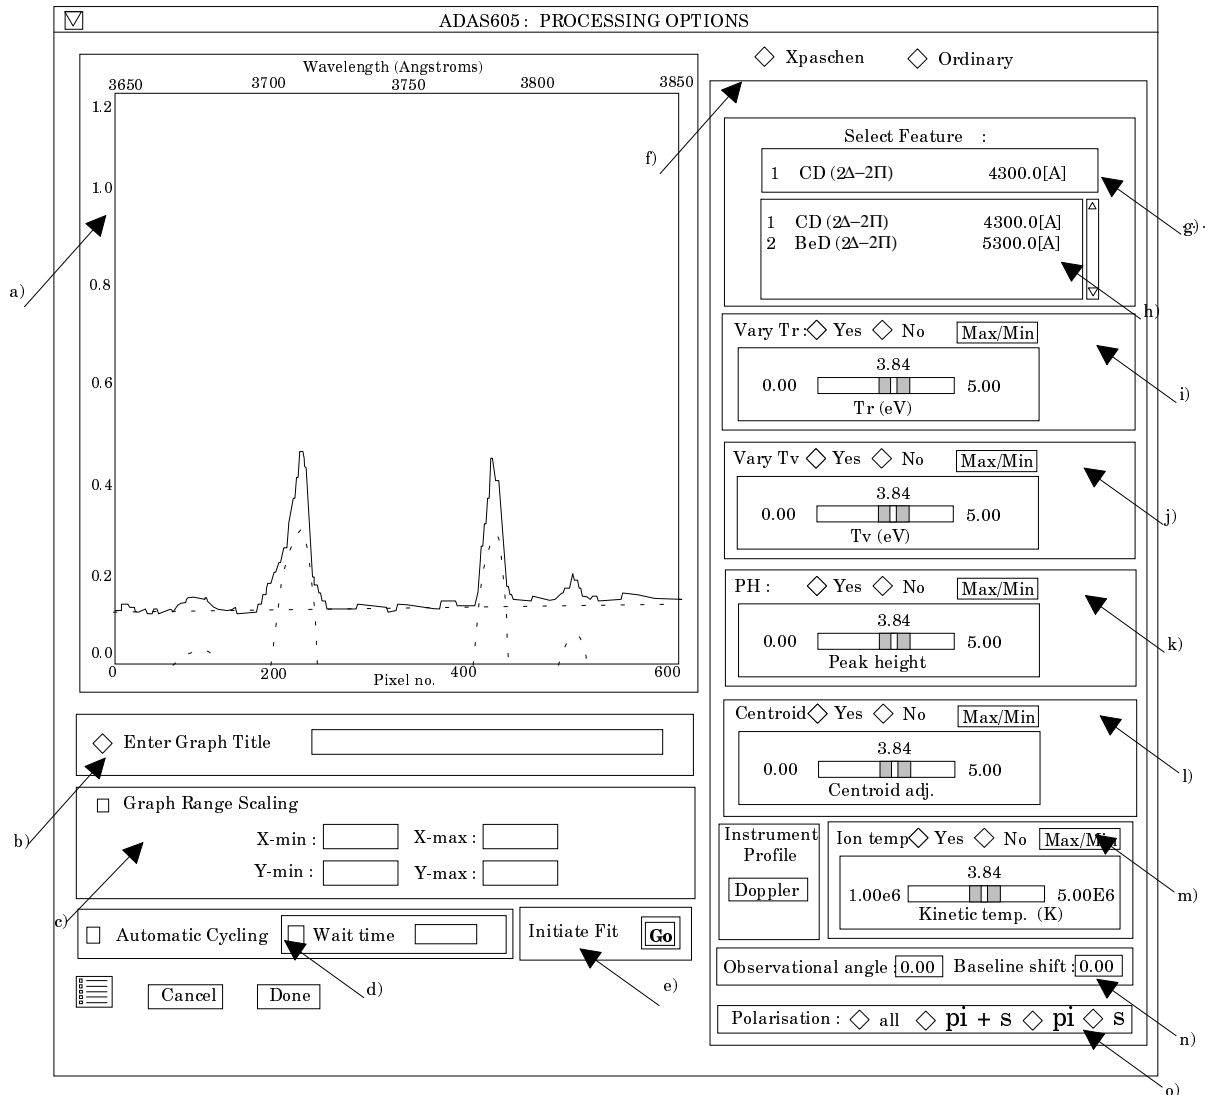 ADAS605 : PROCESSING OPTIONS
Wavelength (Angstroms)
3650 3700 3750 3800 3850
1.2
1.0
0.8
0.6
0.4
0.2
0.0
0 200 400 600
Pixel no.
a)
Enter Graph Title
b)
Graph Range Scaling
X-min : X-max :
Y-min : Y-max :
c)
Automatic Cycling Wait time
d)
Initiate Fit Go
e)
Cancel Done
Xpaschen Ordinary
f)
Select Feature :
1 CD (2Δ–2Π) 4300.0[A]
g)
1 CD (2Δ–2Π) 4300.0[A]
2 BeD (2Δ–2Π) 5300.0[A]
h)
Vary Tr : Yes No Max/Min
3.84
0.00 5.00
Tr (eV)
i)
Vary Tv Yes No Max/Min
3.84
0.00 5.00
Tv (eV)
j)
PH : Yes No Max/Min
3.84
0.00 5.00
Peak height
k)
Centroid Yes No Max/Min
3.84
0.00 5.00
Centroid adj.
l)
Instrument
Profile
Doppler
Ion temp Yes No Max/Min
3.84
1.00e6 5.00E6
Kinetic temp. (K)
m)
Observational angle : 0.00 Baseline shift : 0.00
n)
Polarisation : all pi + s pi s
o)